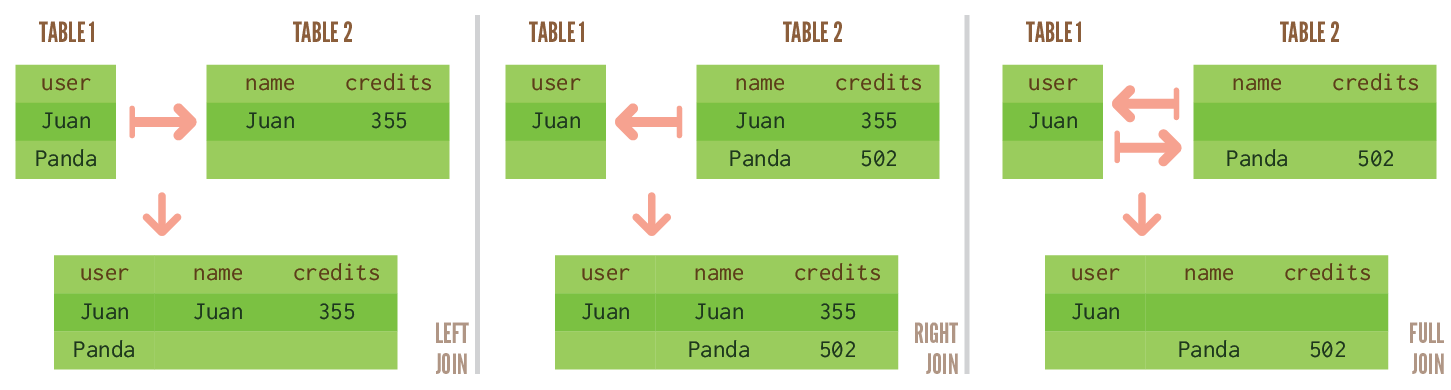 TABLE 1
TABLE 2
user
Juan
Panda
name credits
Juan 355
user name credits
Juan Juan 355
Panda
LEFT
JOIN
TABLE 1
TABLE 2
user
Juan
name credits
Juan 355
Panda 502
user name credits
Juan Juan 355
Panda 502
RIGHT
JOIN
TABLE 1
TABLE 2
user
Juan
name credits
Panda 502
user name credits
Juan
Panda 502
FULL
JOIN